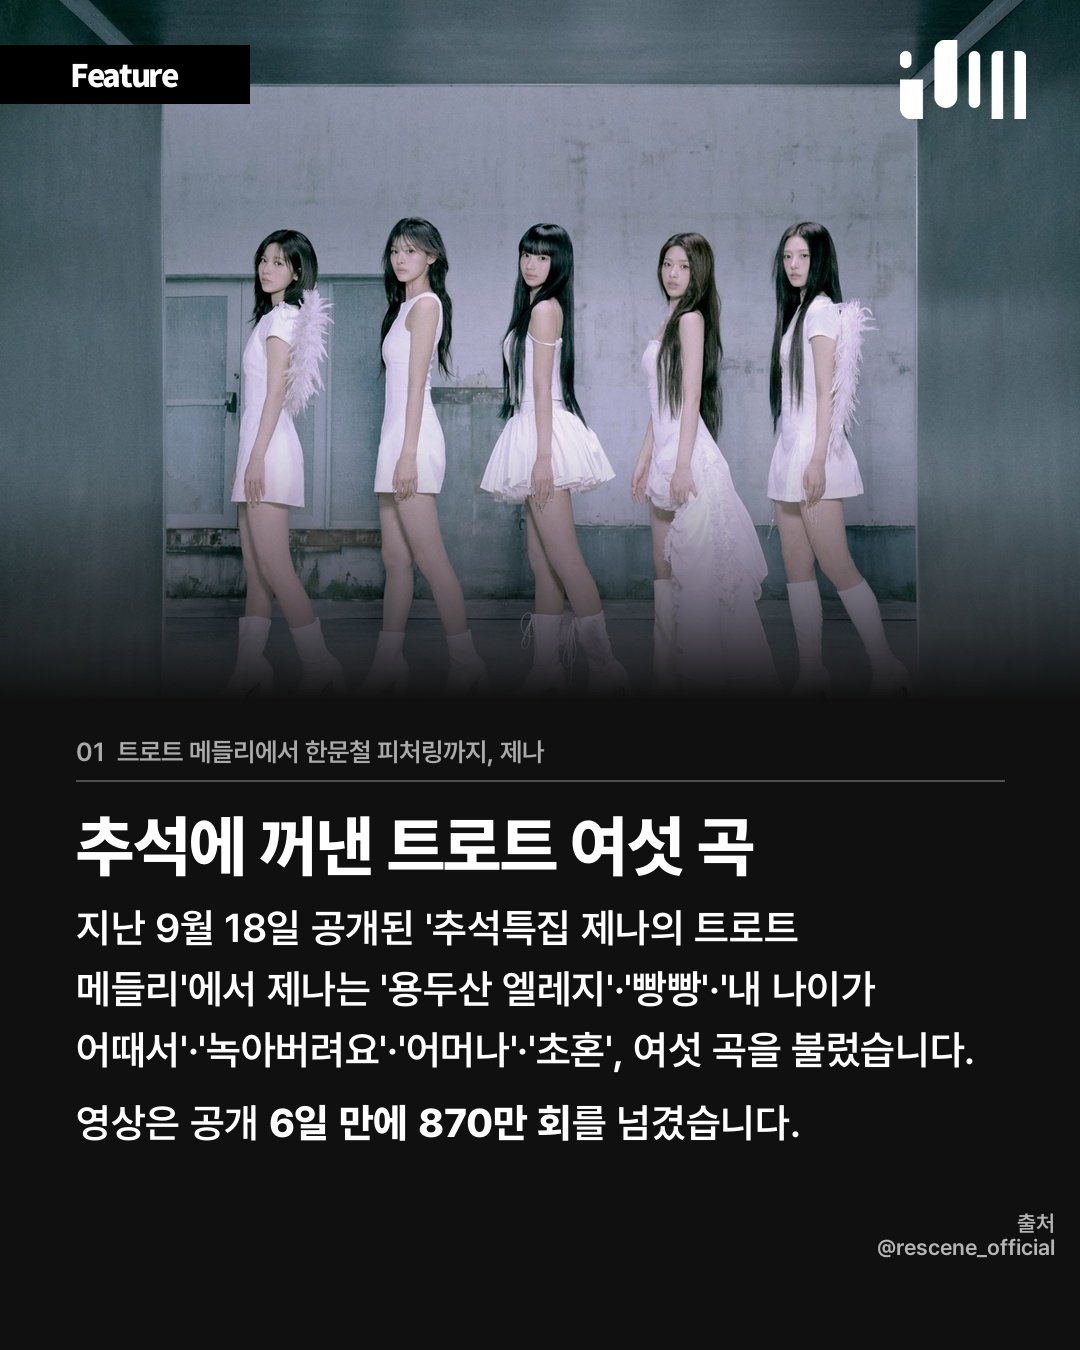 Feature
01 트로트 메들리에서 한문철 피처링까지, 제나
추석에 꺼낸 트로트 여섯 곡
지난 9월 18일 공개된 '추석특집 제나의 트로트
메들리'에서 제나는 '용두산 엘레지'·'빵빵'·'내 나이가
어때서'·'녹아버려요'·'어머나'·'초혼', 여섯 곡을 불렀습니다.
영상은 공개 6일 만에 870만 회를 넘겼습니다.
출처
@rescene_official